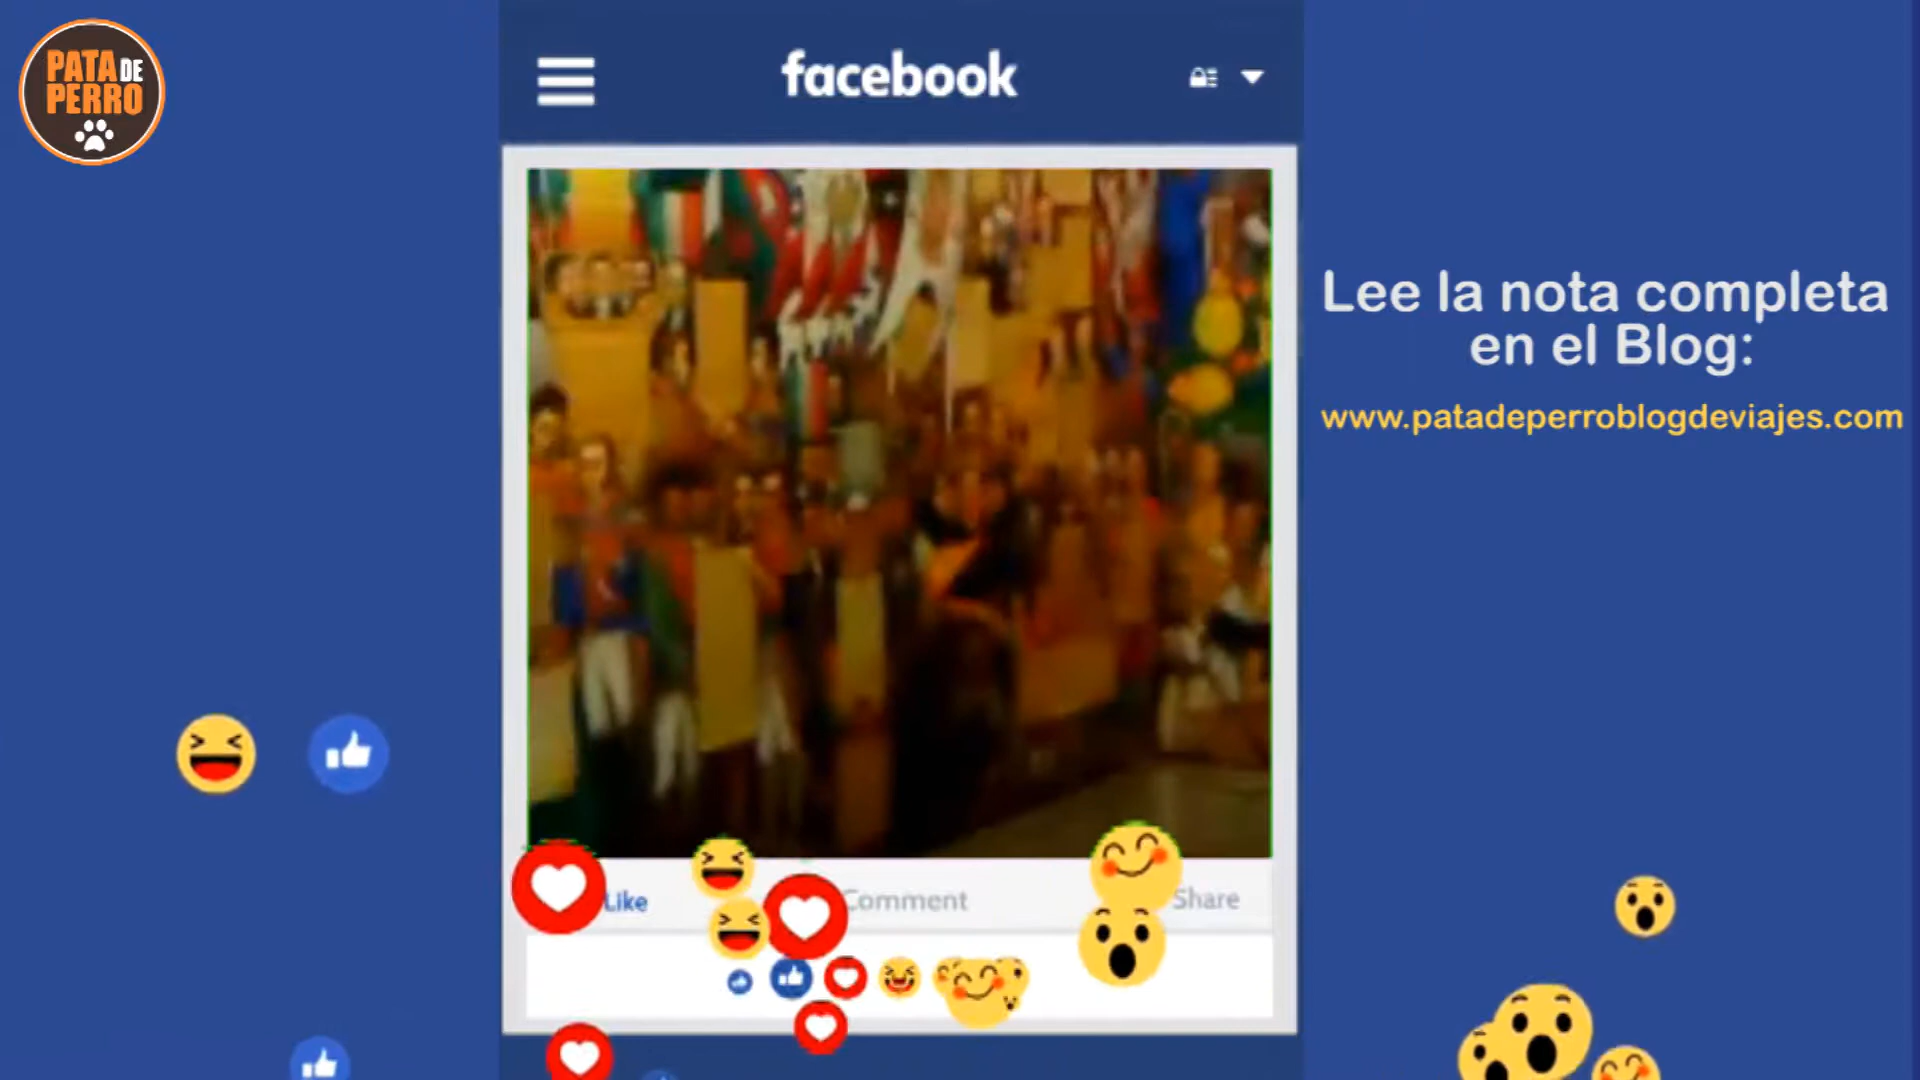 PATA DE
PERRO
facebook
Lee la nota completa
en el Blog:
www.patadeperroblogdeviajes.com
Like
Comment
Share